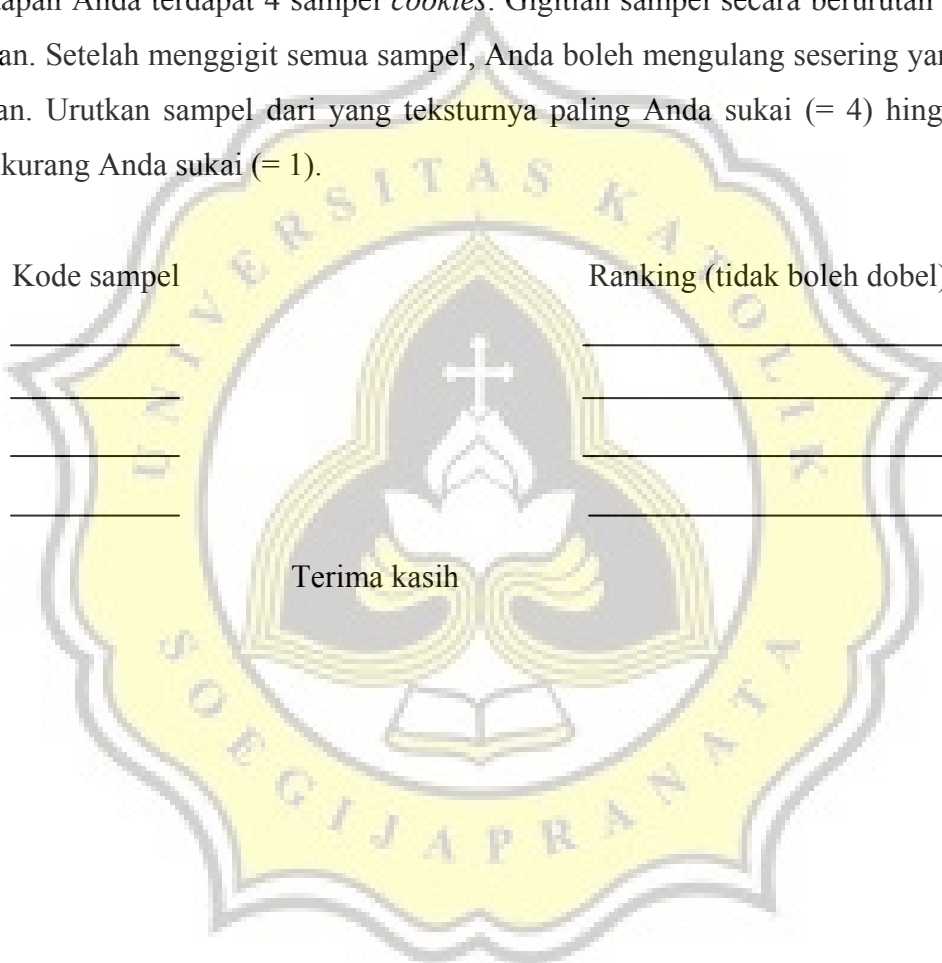 apan Anda terdapat 4 sampel cookies. Gigitlah sampel secara berurutan
an. Setelah menggigit semua sampel, Anda boleh mengulang sesering yan
an. Urutkan sampel dari yang teksturnya paling Anda sukai (= 4) hing
kurang Anda sukai (= 1).
Kode sampel Ranking (tidak boleh dobel)
Terima kasih
UNIVERSITAS KATOLIK
SOEGIJAPRANATA